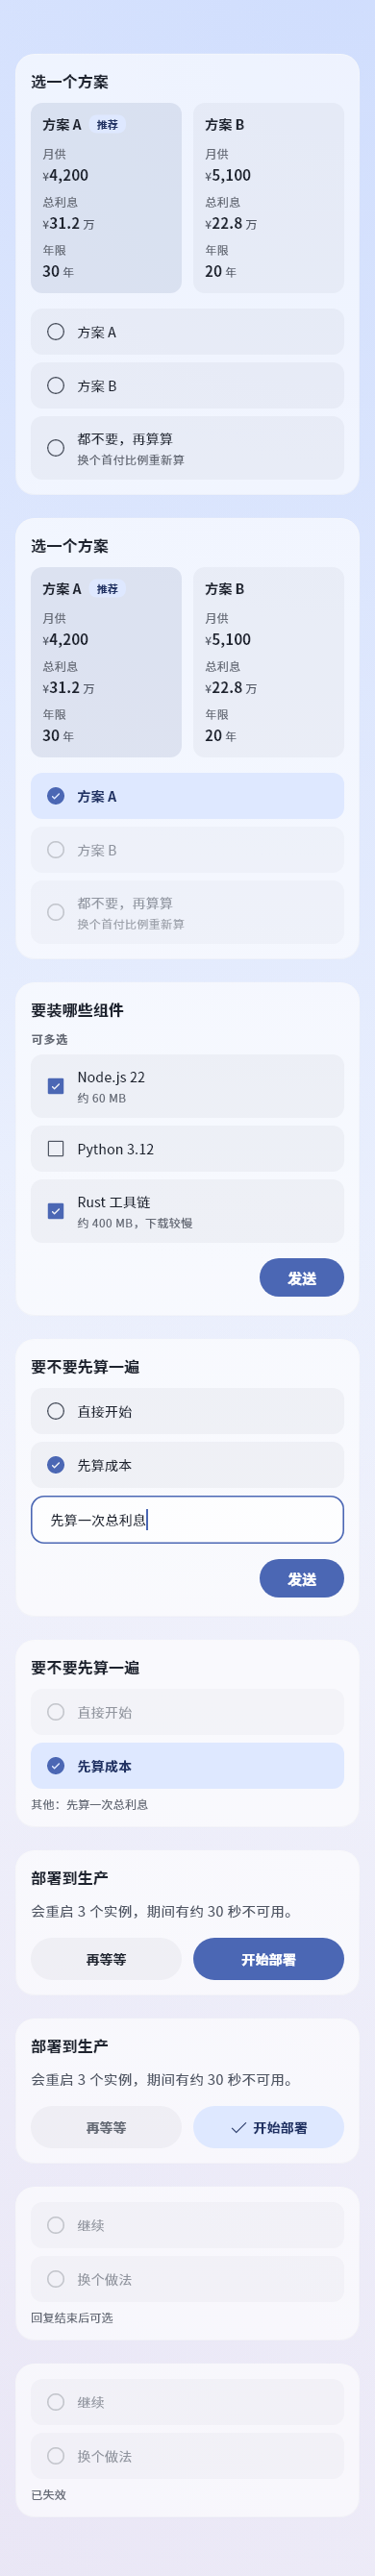 选一个方案
方案 A 推荐
月供
¥4,200
总利息
¥31.2 万
年限
30 年
方案 B
月供
¥5,100
总利息
¥22.8 万
年限
20 年
方案 A
方案 B
都不要，再算算
换个首付比例重新算
选一个方案
方案 A 推荐
月供
¥4,200
总利息
¥31.2 万
年限
30 年
方案 B
月供
¥5,100
总利息
¥22.8 万
年限
20 年
方案 A
方案 B
都不要，再算算
换个首付比例重新算
要装哪些组件
可多选
Node.js 22
约 60 MB
Python 3.12
Rust 工具链
约 400 MB，下载较慢
发送
要不要先算一遍
直接开始
先算成本
先算一次总利息
发送
要不要先算一遍
直接开始
先算成本
其他：先算一次总利息
部署到生产
会重启 3 个实例，期间有约 30 秒不可用。
再等等
开始部署
部署到生产
会重启 3 个实例，期间有约 30 秒不可用。
再等等
开始部署
继续
换个做法
回复结束后可选
继续
换个做法
已失效